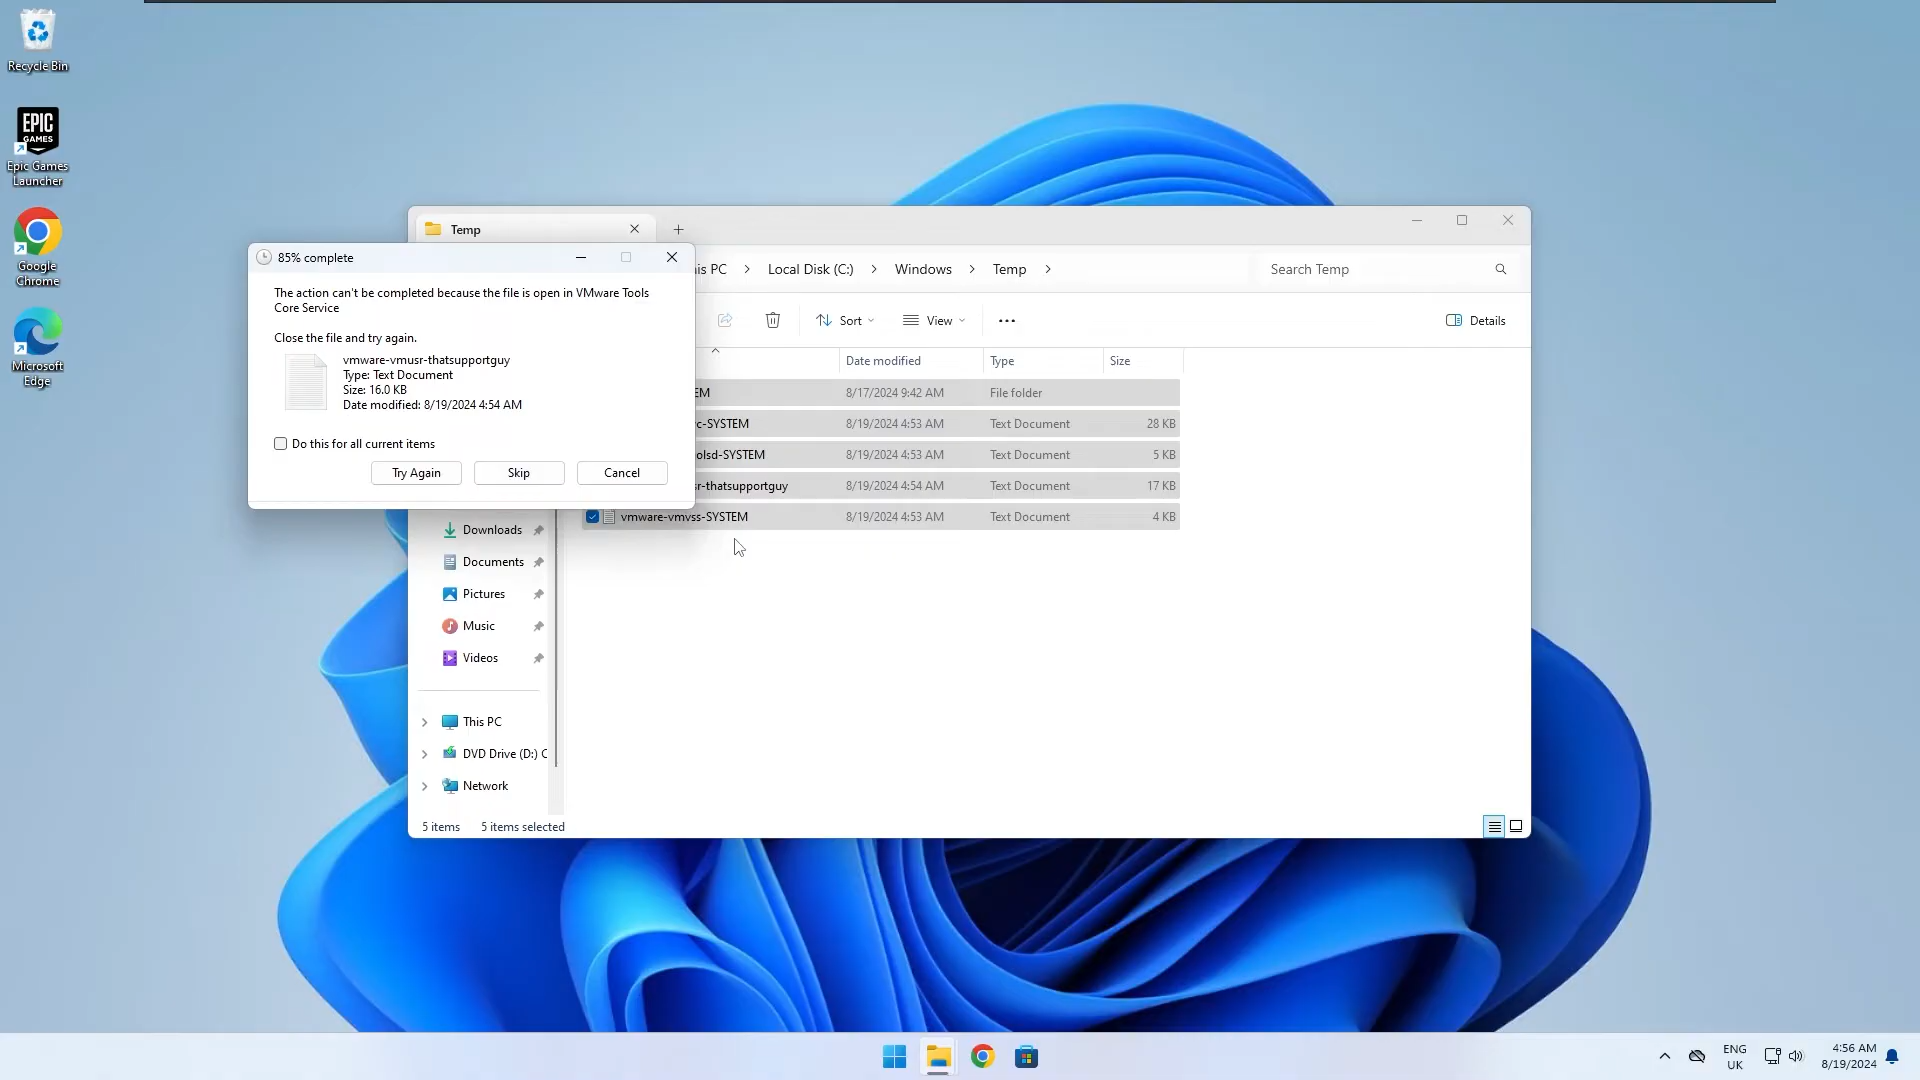 Recycle Bin
EPIC
GAMES
Epic Games
Launcher
Google
Chrome
Microsoft
Edge
Temp
is PC
Local Disk (C:)
Windows
Temp
Search Temp
Sort
View
Details
Date modified
Type
Size
EM
8/17/2024 9:42 AM
File folder
c-SYSTEM
8/19/2024 4:53 AM
Text Document
28 KB
olsd-SYSTEM
8/19/2024 4:53 AM
Text Document
5 KB
sr-thatsupportguy
8/19/2024 4:54 AM
Text Document
17 KB
vmware-vmvss-SYSTEM
8/19/2024 4:53 AM
Text Document
4 KB
85% complete
The action can't be completed because the file is open in VMware Tools
Core Service
Close the file and try again.
vmware-vmusr-thatsupportguy
Type: Text Document
Size: 16.0 KB
Date modified: 8/19/2024 4:54 AM
Do this for all current items
Try Again
Skip
Cancel
Downloads
Documents
Pictures
Music
Videos
This PC
DVD Drive (D:) C
Network
5 items
5 items selected
ENG
UK
4:56 AM
8/19/2024